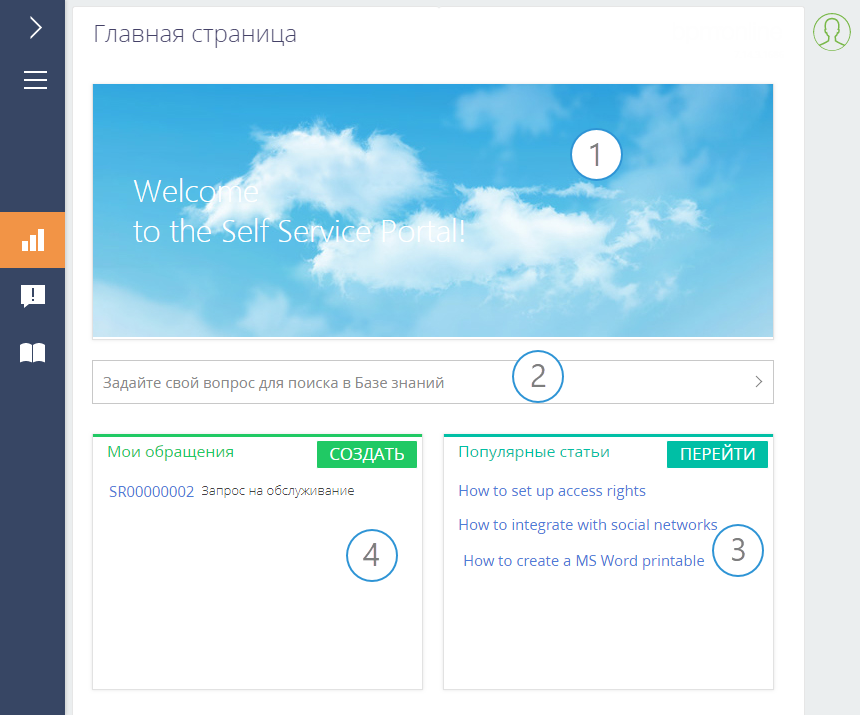 Главная страница
1
Welcome
to the Self Service Portal!
Задайте свой вопрос для поиска в Базе знаний
2
Мои обращения
СОЗДАТЬ
SR00000002 Запрос на обслуживание
4
Популярные статьи
ПЕРЕЙТИ
How to set up access rights
How to integrate with social networks
3
How to create a MS Word printable